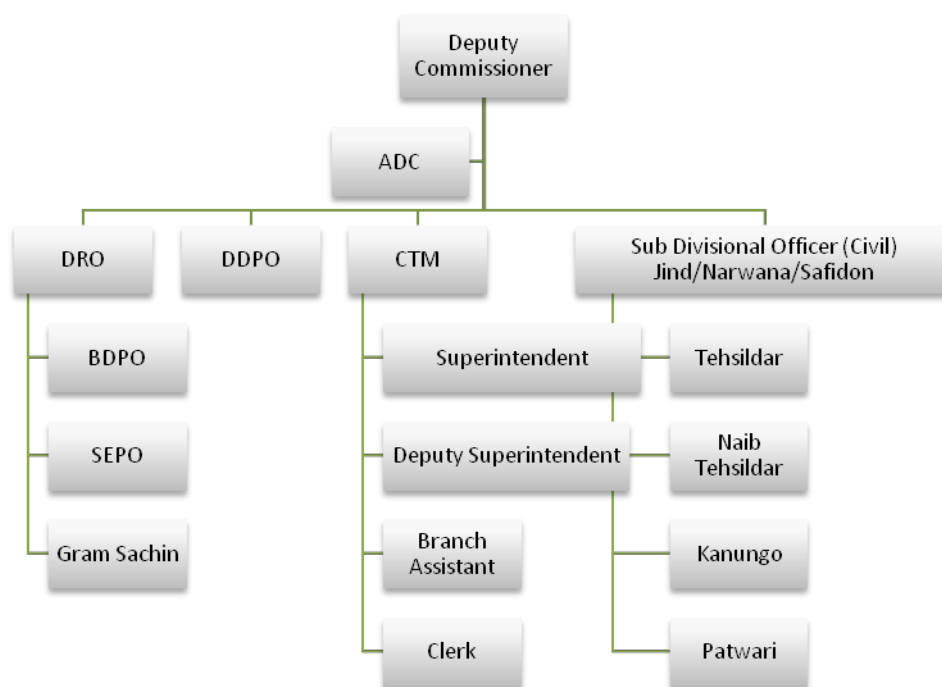 Deputy
Commissioner
ADC
DRO
DDPO
CTM
Sub Divisional Officer (Civil)
Jind/Narwana/Safidon
BDPO
SEPO
Gram Sachin
Superintendent
Deputy Superintendent
Branch
Assistant
Clerk
Tehsildar
Naib
Tehsildar
Kanungo
Patwari